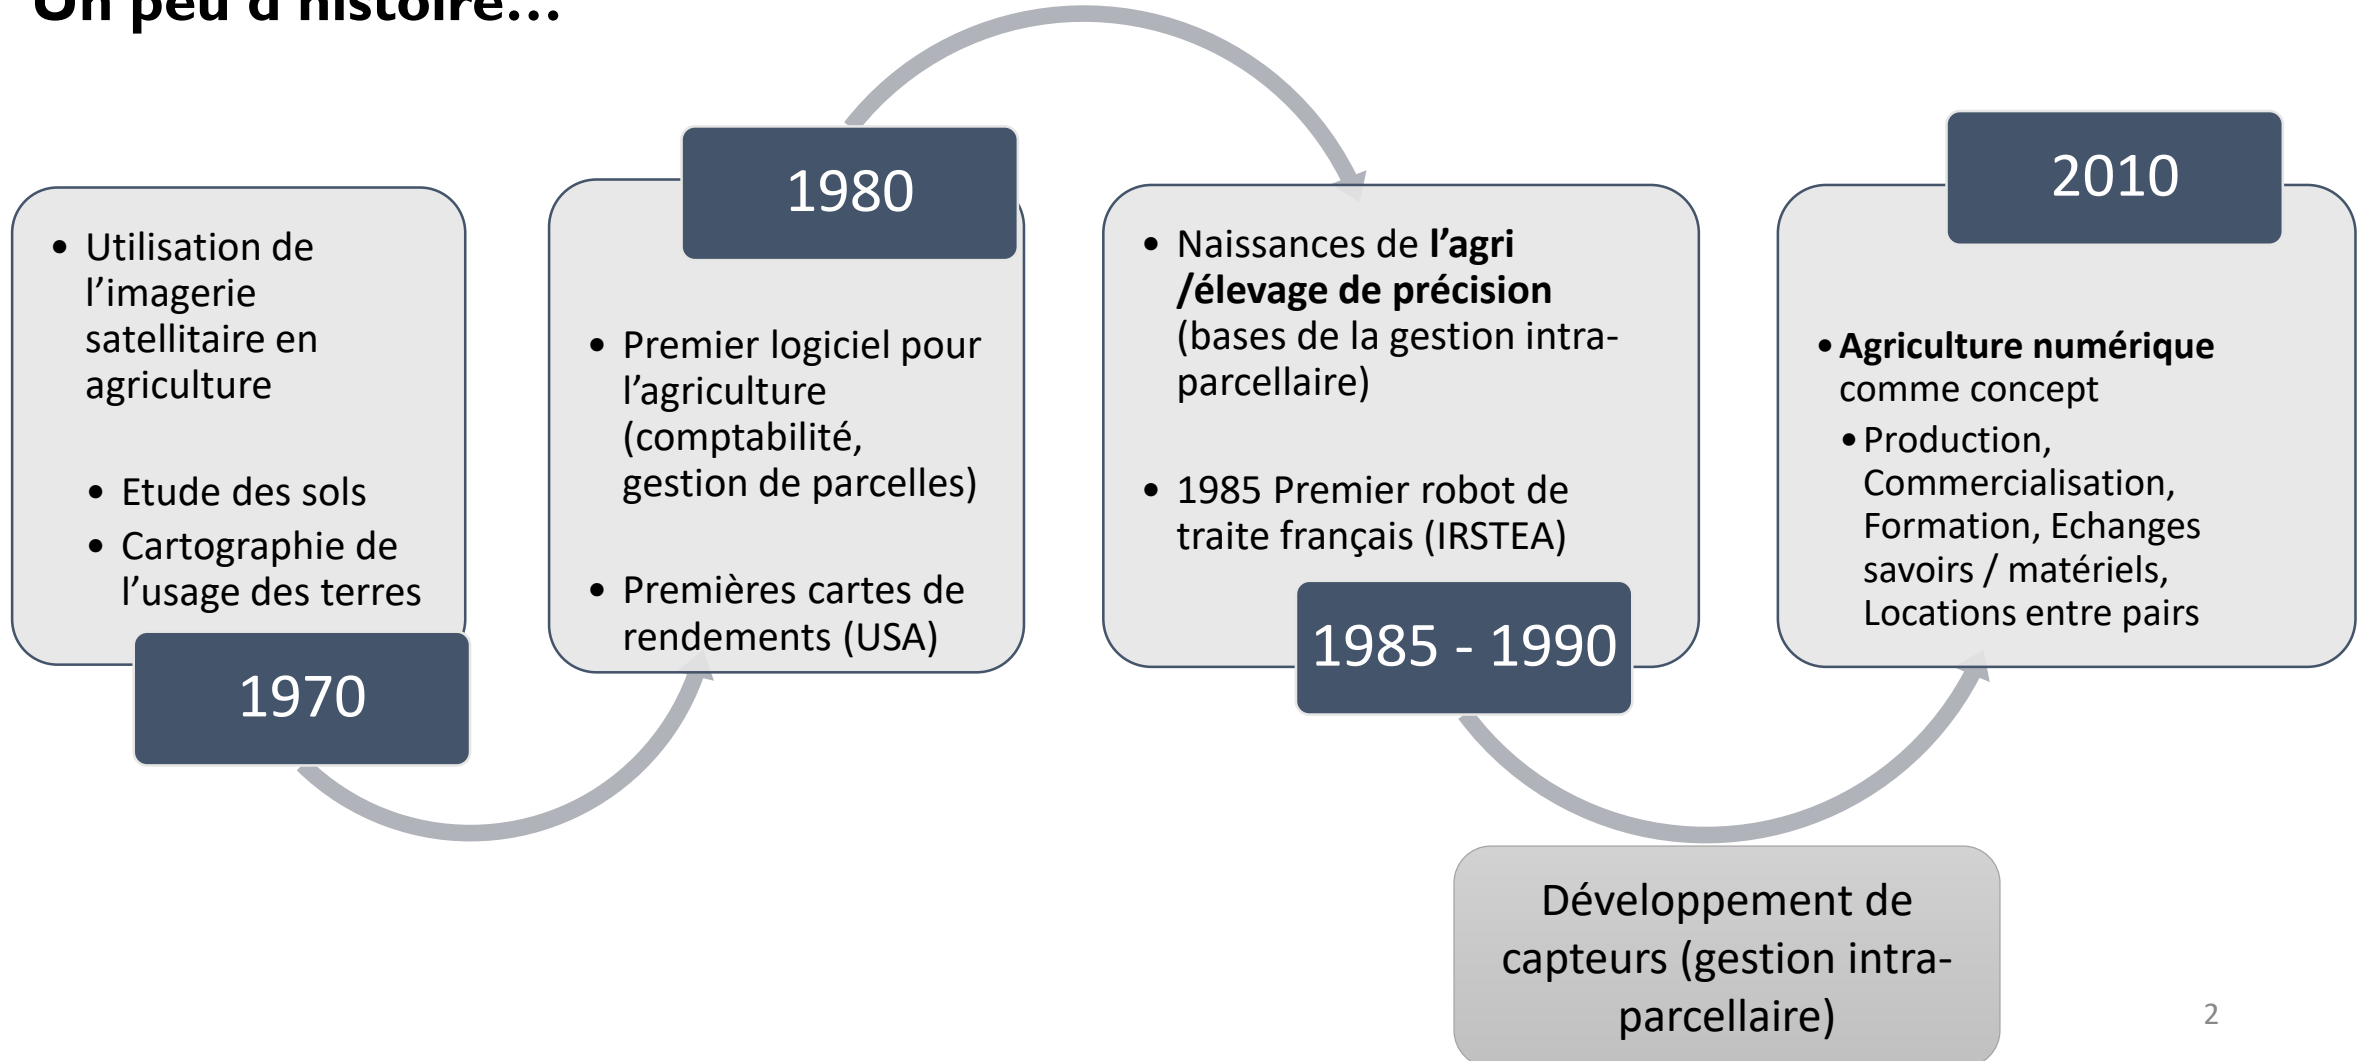 Un peu d'histoire…
• Utilisation de
l’imagerie
satellitaire en
agriculture
• Etude des sols
• Cartographie de
l’usage des terres
1970
1980
• Premier logiciel pour
l’agriculture
(comptabilité,
gestion de parcelles)
• Premières cartes de
rendements (USA)
• Naissances de l’agri
/élevage de précision
(bases de la gestion intra-
parcellaire)
• 1985 Premier robot de
traite français (IRSTEA)
1985 - 1990
2010
• Agriculture numérique
comme concept
• Production,
Commercialisation,
Formation, Echanges
savoirs / matériels,
Locations entre pairs
Développement de
capteurs (gestion intra-
parcellaire)
2